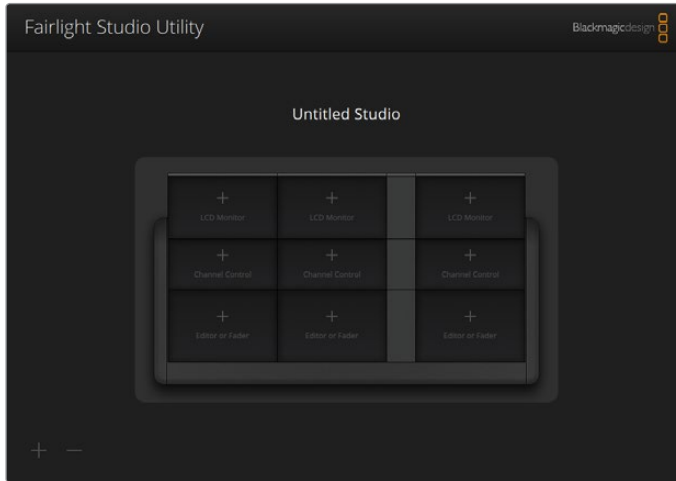 Fairlight Studio Utility
Blackmagicdesign
Untitled Studio
LCD Monitor LCD Monitor LCD Monitor
Channel Control Channel Control Channel Control
Editor or Fader Editor or Fader Editor or Fader